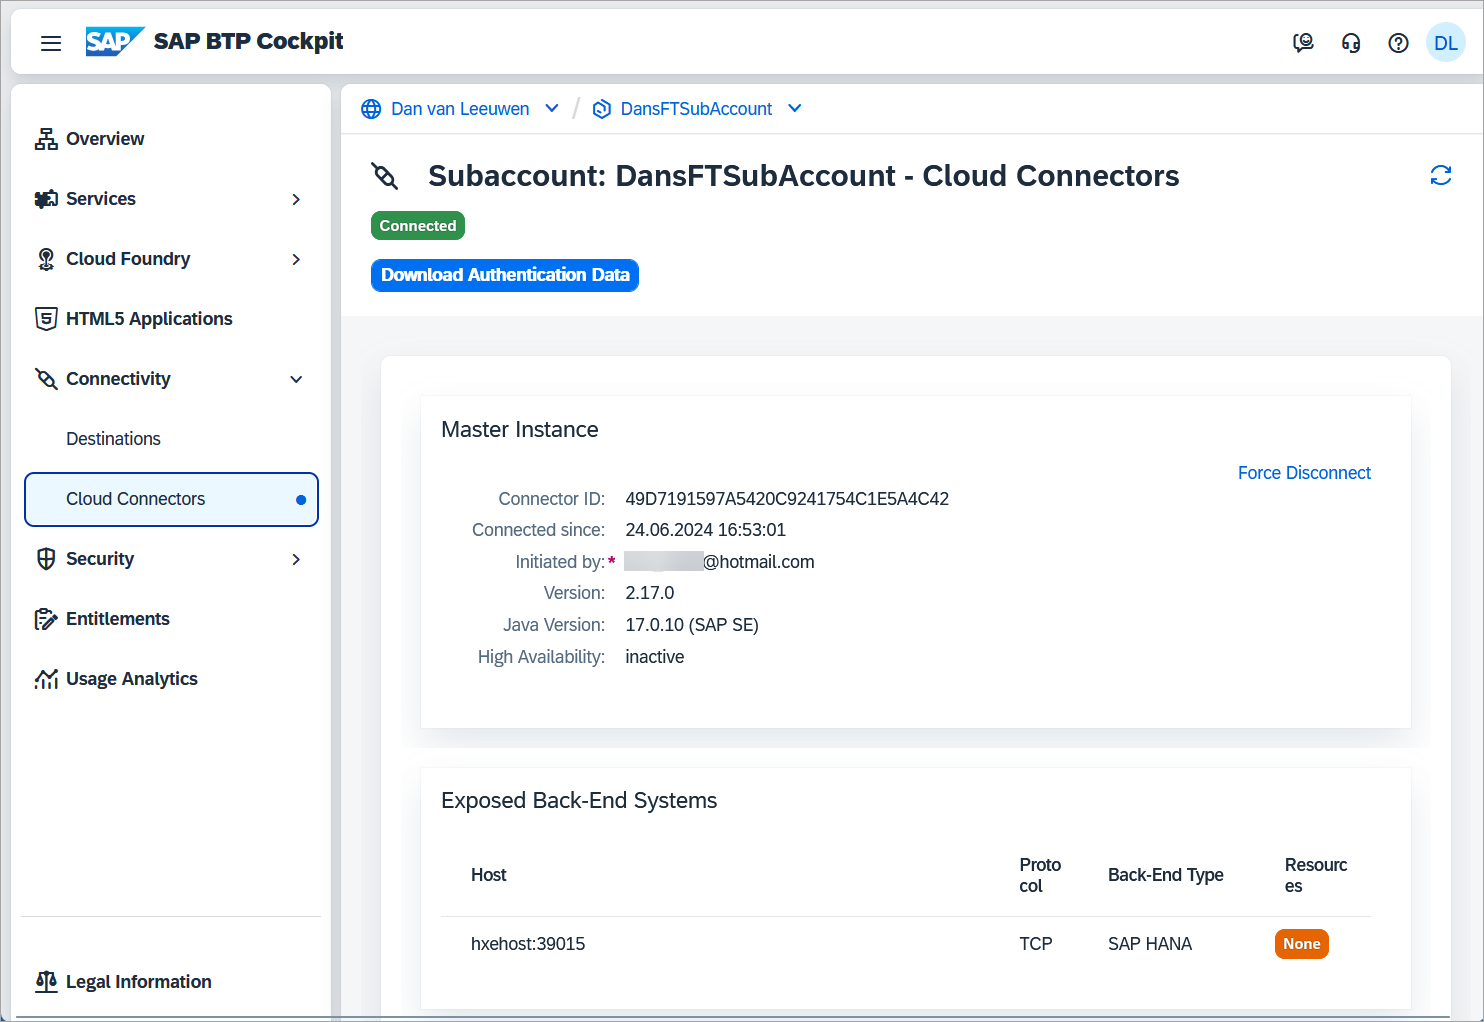 SAP SAP BTP Cockpit
DL
Dan van Leeuwen / DansFTSubAccount
Overview
Services
Cloud Foundry
HTML5 Applications
Connectivity
Destinations
Cloud Connectors
Security
Entitlements
Usage Analytics
Legal Information
Subaccount: DansFTSubAccount - Cloud Connectors
Connected
Download Authentication Data
Master Instance
Force Disconnect
Connector ID: 49D7191597A5420C9241754C1E5A4C42
Connected since: 24.06.2024 16:53:01
Initiated by:* @hotmail.com
Version: 2.17.0
Java Version: 17.0.10 (SAP SE)
High Availability: inactive
Exposed Back-End Systems
Host Proto Back-End Type Resourc
col es
hxehost:39015 TCP SAP HANA None